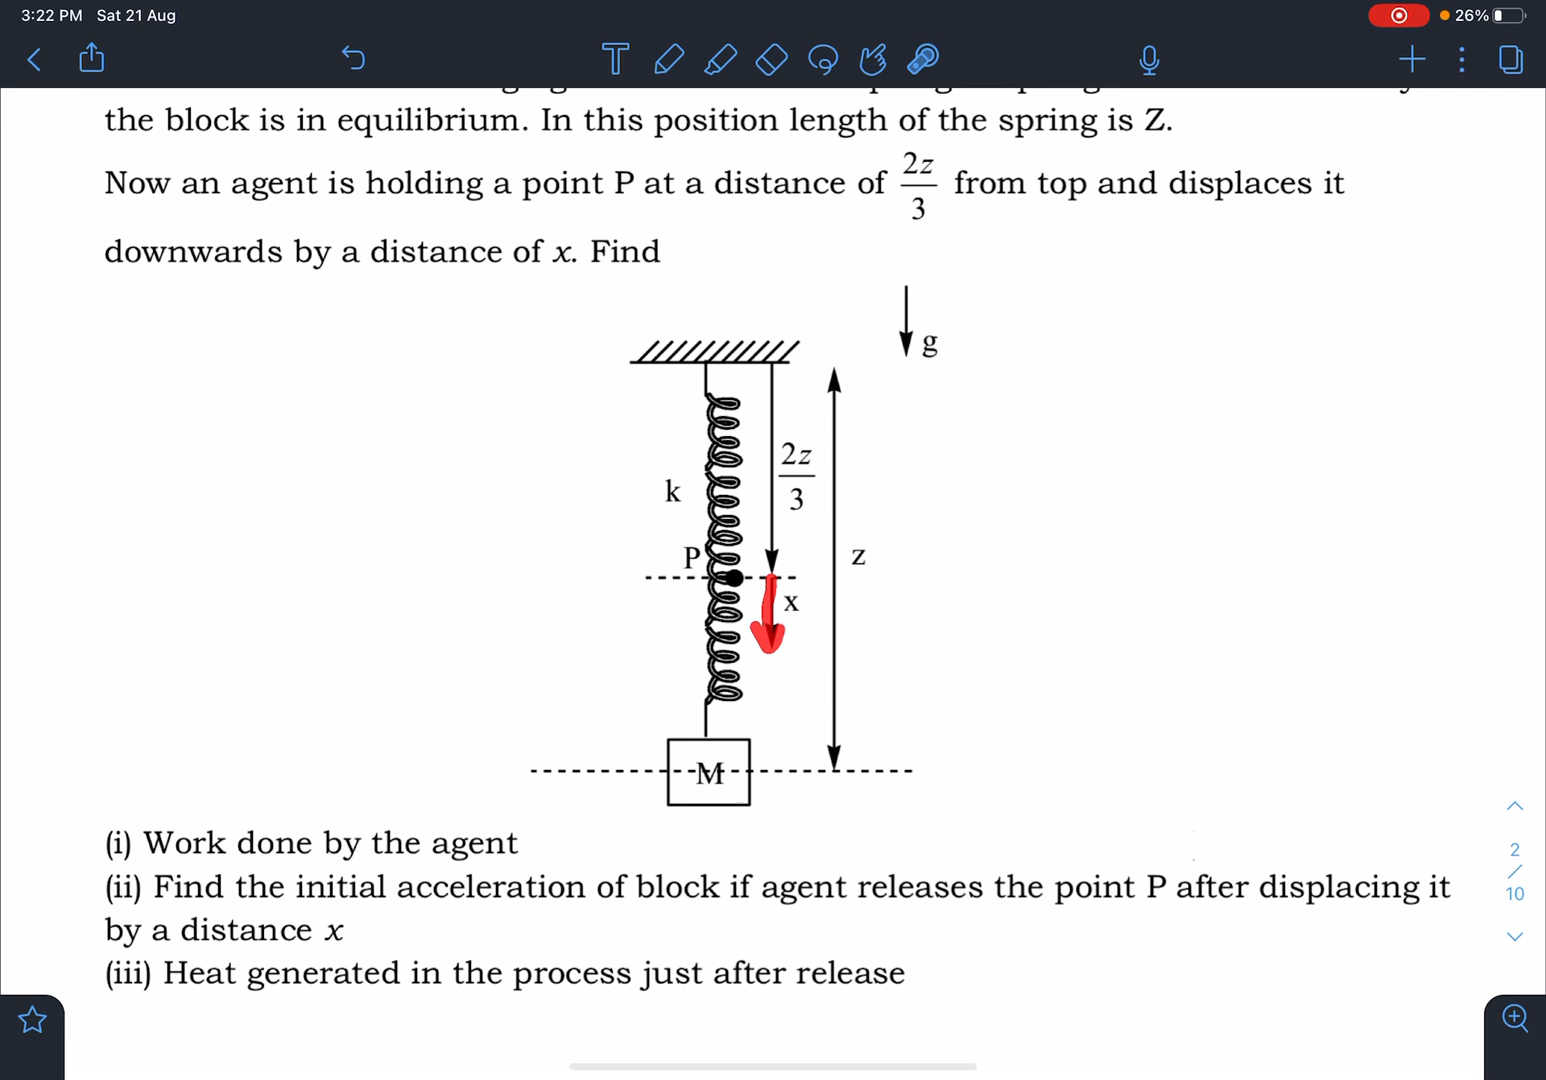 3:22 PM Sat 21 Aug
26%
the block is in equilibrium. In this position length of the spring is Z.
Now an agent is holding a point P at a distance of 2z/3 from top and displaces it
downwards by a distance of x. Find
g
2z/3
k
P
z
x
M
(i) Work done by the agent
(ii) Find the initial acceleration of block if agent releases the point P after displacing it
by a distance x
(iii) Heat generated in the process just after release
2
/
10